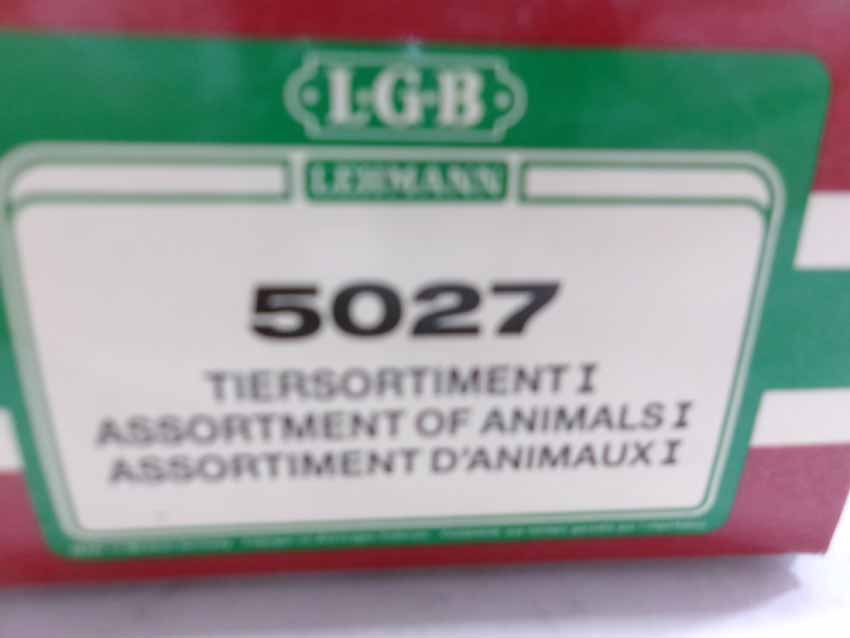 L·G·B
LEHMANN
5027
TIERSORTIMENT I
ASSORTMENT OF ANIMALS I
ASSORTIMENT D'ANIMAUX I